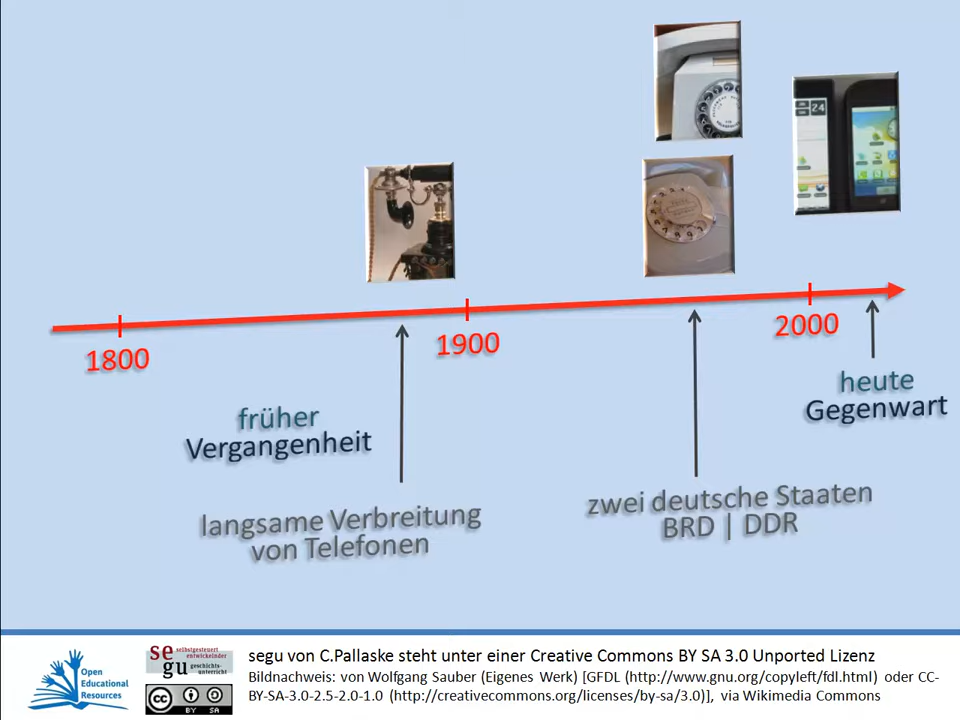 24
1800
1900
2000
früher
Vergangenheit
heute
Gegenwart
langsame Verbreitung
von Telefonen
zwei deutsche Staaten
BRD | DDR
Open
Educational
Resources
se selbstgesteuert
entwickelnder
gu geschichts-
unterricht
cc
BY SA
segu von C.Pallaske steht unter einer Creative Commons BY SA 3.0 Unported Lizenz
Bildnachweis: von Wolfgang Sauber (Eigenes Werk) [GFDL (http://www.gnu.org/copyleft/fdl.html) oder CC-
BY-SA-3.0-2.5-2.0-1.0 (http://creativecommons.org/licenses/by-sa/3.0)], via Wikimedia Commons